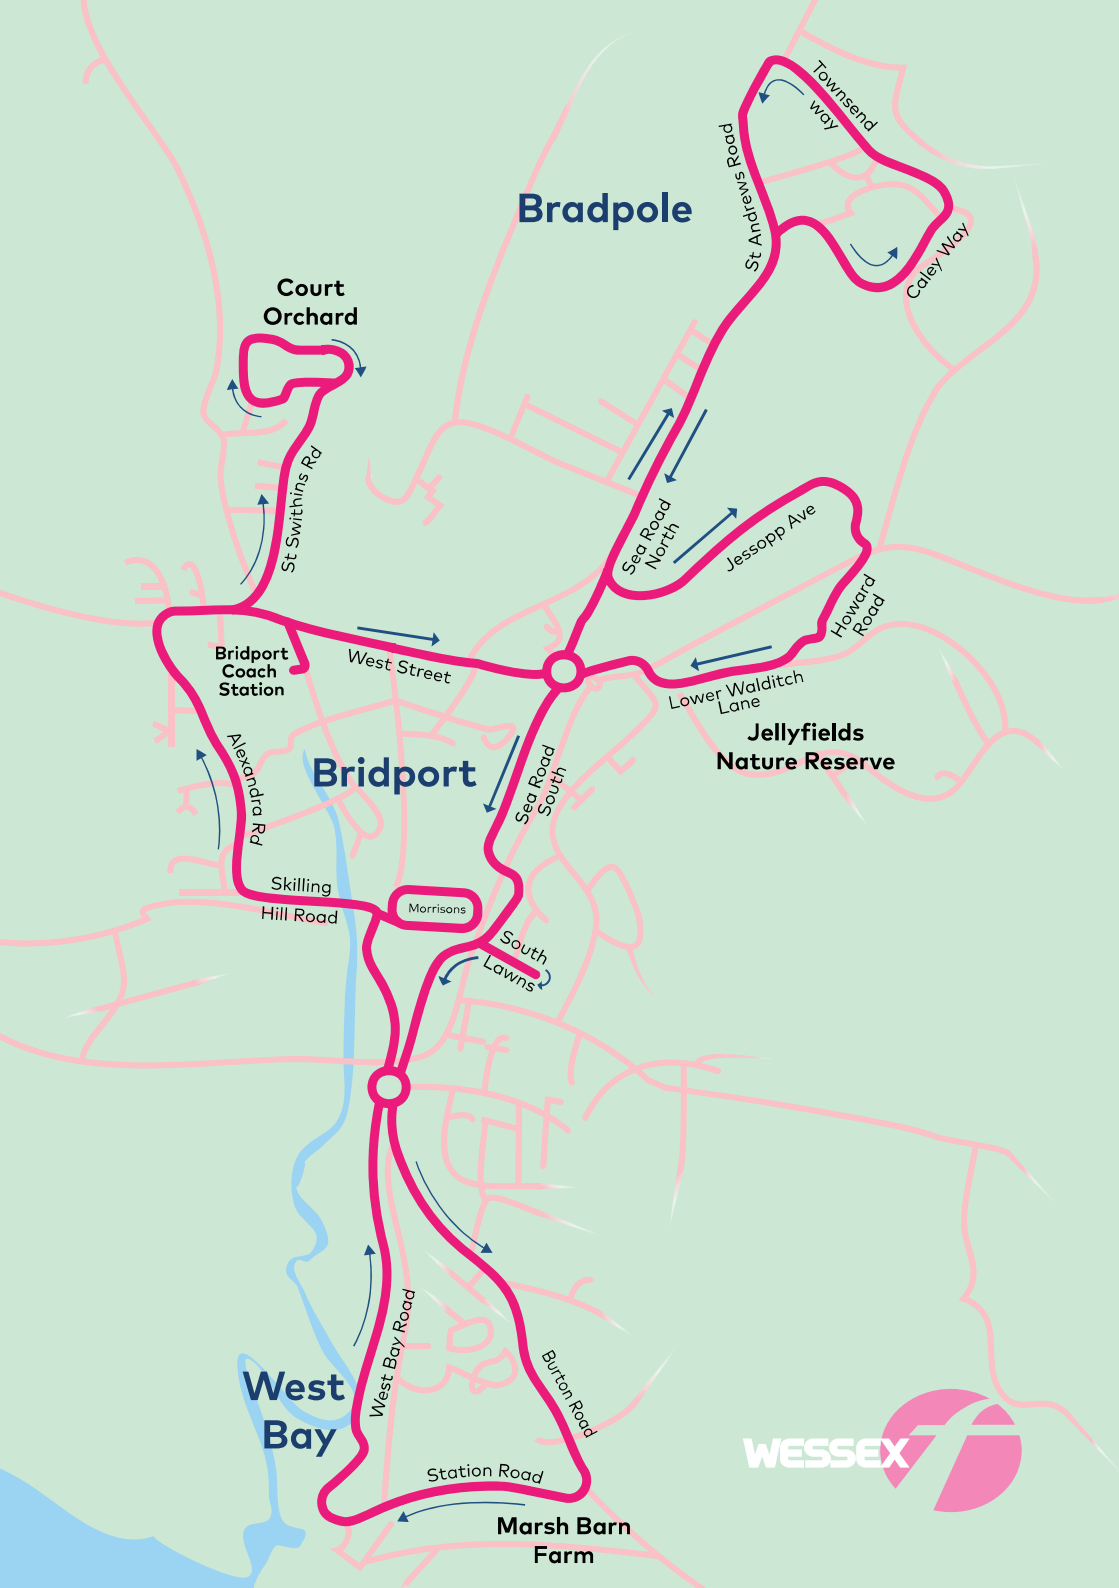 Townsend
way
St Andrews Road
Bradpole
Caley Way
Court
Orchard
St Swithins Rd
Sea Road
North
Jessopp Ave
Howard
Road
Bridport
Coach
Station
West Street
Lower Walditch
Lane
Jellyfields
Nature Reserve
Alexandra Rd
Bridport
Sea Road
South
Skilling
Hill Road
Morrisons
South
Lawns
West Bay Road
West
Bay
Burton Road
Station Road
Marsh Barn
Farm
WESSEX